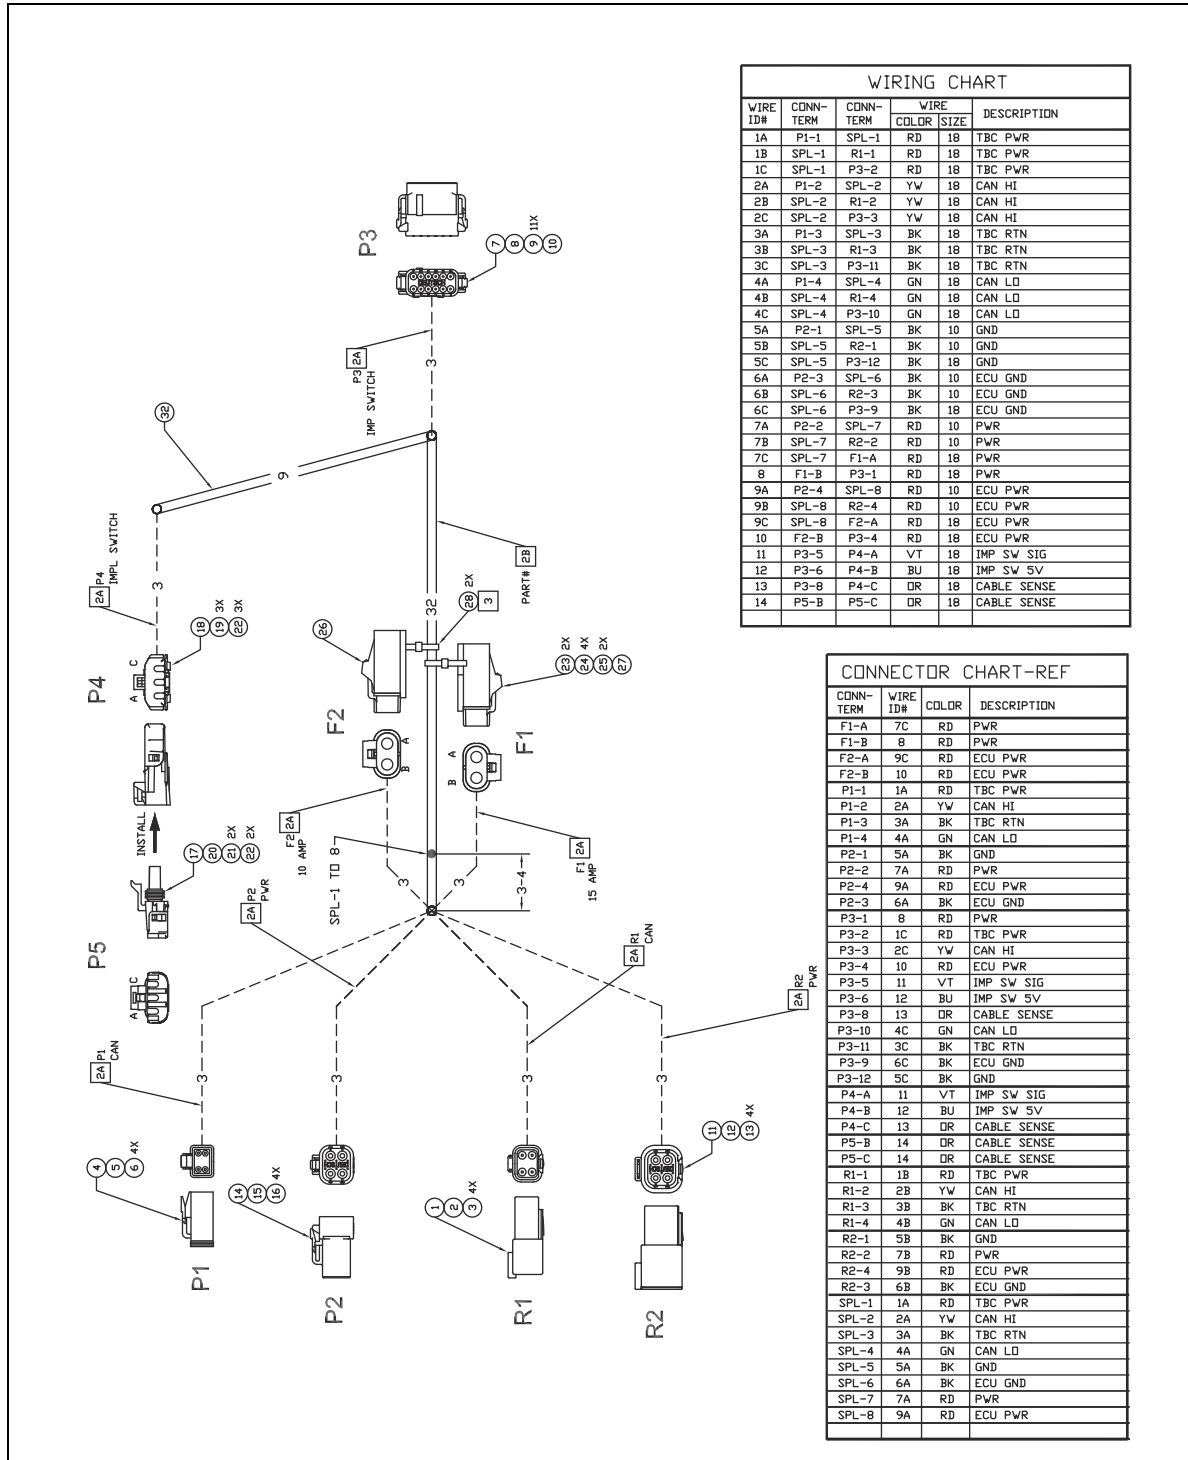 WIRING CHART
WIRE ID# CONN-TERM CONN-TERM WIRE COLOR SIZE DESCRIPTION
1A P1-1 SPL-1 RD 18 TBC PWR
1B SPL-1 R1-1 RD 18 TBC PWR
1C SPL-1 P3-2 RD 18 TBC PWR
2A P1-2 SPL-2 YW 18 CAN HI
2B SPL-2 R1-2 YW 18 CAN HI
2C SPL-2 P3-3 YW 18 CAN HI
3A P1-3 SPL-3 BK 18 TBC RTN
3B SPL-3 R1-3 BK 18 TBC RTN
3C SPL-3 P3-11 BK 18 TBC RTN
4A P1-4 SPL-4 GN 18 CAN LO
4B SPL-4 R1-4 GN 18 CAN LO
4C SPL-4 P3-10 GN 18 CAN LO
5A P2-1 SPL-5 BK 10 GND
5B SPL-5 R2-1 BK 10 GND
5C SPL-5 P3-12 BK 18 GND
6A P2-3 SPL-6 BK 10 ECU GND
6B SPL-6 R2-3 BK 10 ECU GND
6C SPL-6 P3-9 BK 18 ECU GND
7A P2-2 SPL-7 RD 10 PWR
7B SPL-7 R2-2 RD 10 PWR
7C SPL-7 F1-A RD 18 PWR
8 F1-B P3-1 RD 18 PWR
9A P2-4 SPL-8 RD 10 ECU PWR
9B SPL-8 R2-4 RD 10 ECU PWR
9C SPL-8 F2-A RD 18 ECU PWR
10 F2-B P3-4 RD 18 ECU PWR
11 P3-5 P4-A VT 18 IMP SW SIG
12 P3-6 P4-B BU 18 IMP SW 5V
13 P3-8 P4-C OR 18 CABLE SENSE
14 P5-B P5-C OR 18 CABLE SENSE
CONNECTOR CHART-REF
CONN-TERM WIRE ID# COLOR DESCRIPTION
F1-A 7C RD PWR
F1-B 8 RD PWR
F2-A 9C RD ECU PWR
F2-B 10 RD ECU PWR
P1-1 1A RD TBC PWR
P1-2 2A YW CAN HI
P1-3 3A BK TBC RTN
P1-4 4A GN CAN LO
P2-1 5A BK GND
P2-2 7A RD PWR
P2-4 9A RD ECU PWR
P2-3 6A BK ECU GND
P3-1 8 RD PWR
P3-2 1C RD TBC PWR
P3-3 2C YW CAN HI
P3-4 10 RD ECU PWR
P3-5 11 VT IMP SW SIG
P3-6 12 BU IMP SW 5V
P3-8 13 OR CABLE SENSE
P3-10 4C GN CAN LO
P3-11 3C BK TBC RTN
P3-9 6C BK ECU GND
P3-12 5C BK GND
P4-A 11 VT IMP SW SIG
P4-B 12 BU IMP SW 5V
P4-C 13 OR CABLE SENSE
P5-B 14 OR CABLE SENSE
P5-C 14 OR CABLE SENSE
R1-1 1B RD TBC PWR
R1-2 2B YW CAN HI
R1-3 3B BK TBC RTN
R1-4 4B GN CAN LO
R2-1 5B BK GND
R2-2 7B RD PWR
R2-4 9B RD ECU PWR
R2-3 6B BK ECU GND
SPL-1 1A RD TBC PWR
SPL-2 2A YW CAN HI
SPL-3 3A BK TBC RTN
SPL-4 4A GN CAN LO
SPL-5 5A BK GND
SPL-6 6A BK ECU GND
SPL-7 7A RD PWR
SPL-8 9A RD ECU PWR
P3
7 8 9 11X 10
P3 2A
IMP SWITCH
3
32
9
2A P4
IMPL SWITCH
3
P4
A C
18
19 3X
22 3X
PART# 2B
28 2X
3
32
26
F2
A B
F1
A B
23 2X
24 4X
25 2X
27
INSTALL
17
20
21 2X
22 2X
P5
A C
F2 2A
10 AMP
3
SPL-1 TO 8
3-4
F1 2A
15 AMP
3
2A P2
PWR
2A P1
CAN
3
3
2A R1
CAN
3
2A R2
PWR
3
4
5
6 4X
P1
14
15
16 4X
P2
1
2
3 4X
R1
11
12
13 4X
R2